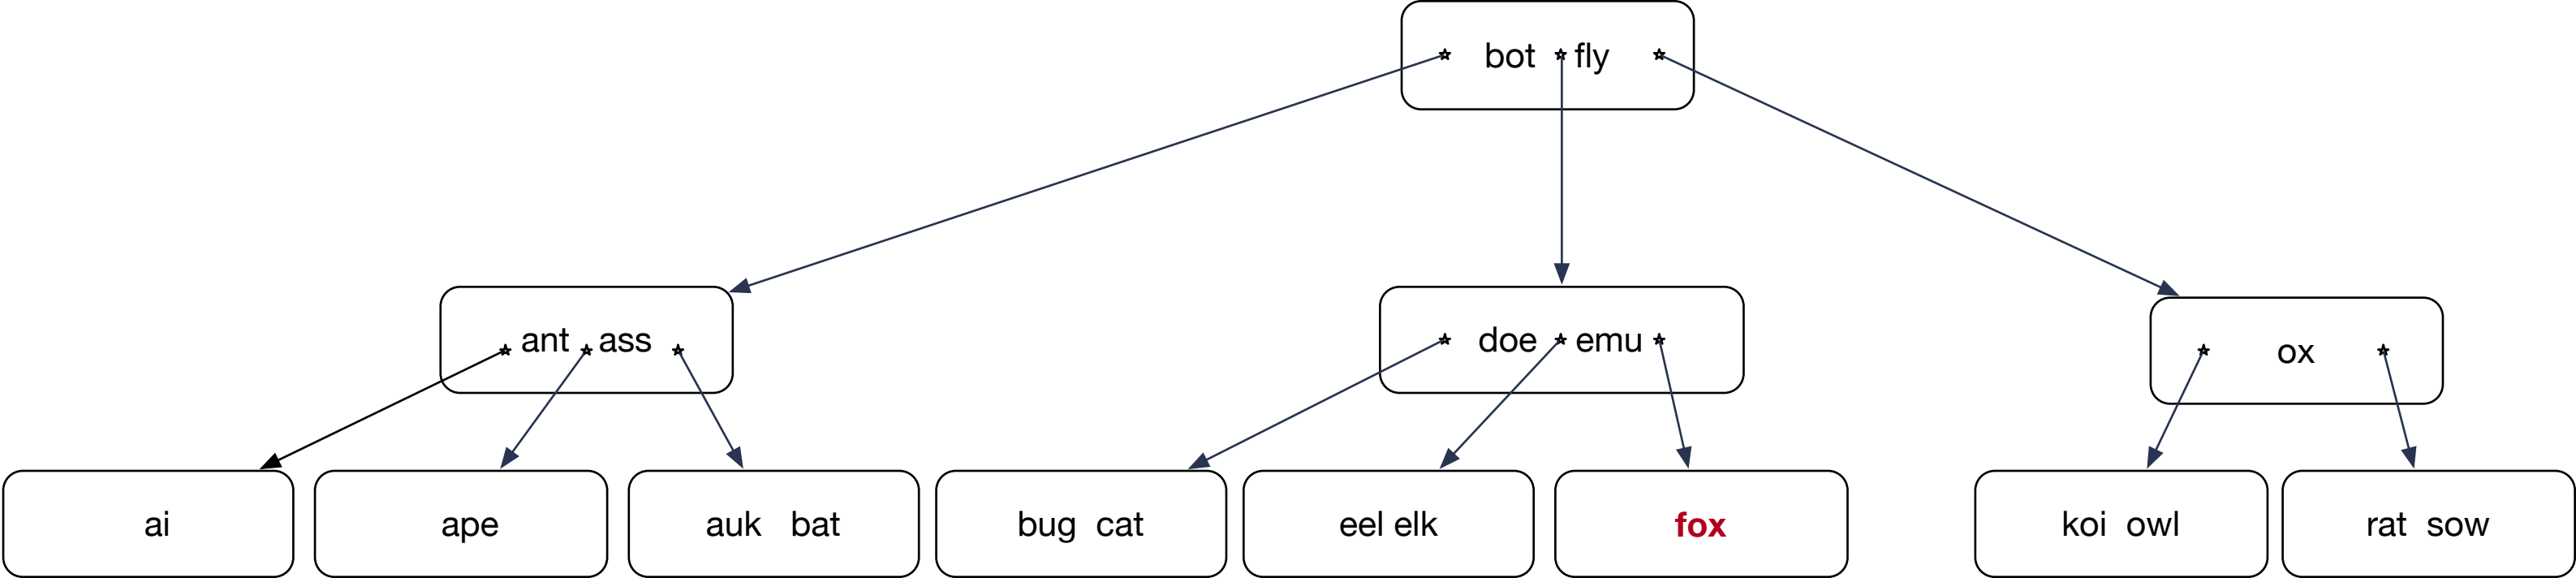 bot fly
ant ass
doe emu
ox
ai
ape
auk bat
bug cat
eel elk
fox
koi owl
rat sow